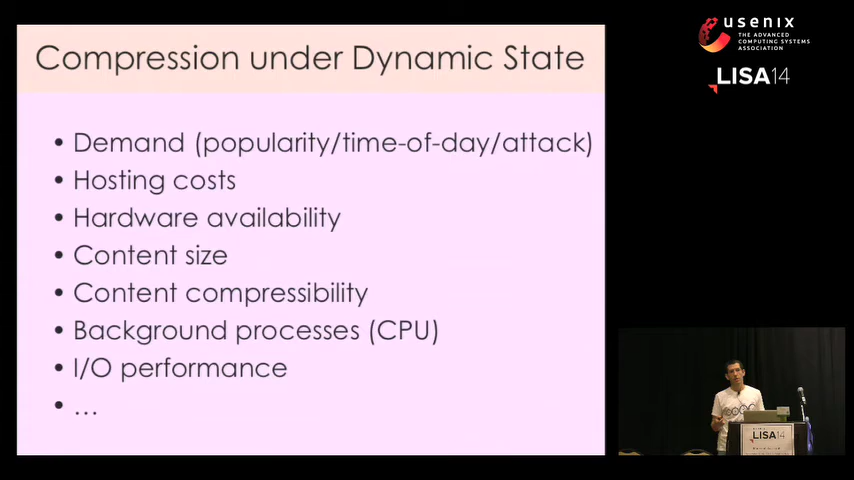 Compression under Dynamic State
• Demand (popularity/time-of-day/attack)
• Hosting costs
• Hardware availability
• Content size
• Content compressibility
• Background processes (CPU)
• I/O performance
• ...
usenix
THE ADVANCED
COMPUTING SYSTEMS
ASSOCIATION
LISA14
LISA14